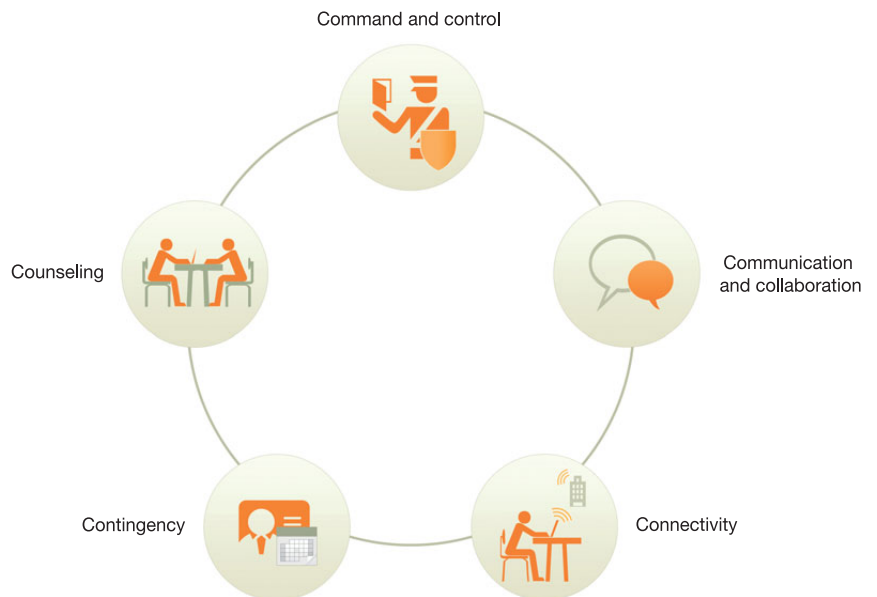 Command and control
Counseling
Communication
and collaboration
Contingency
Connectivity